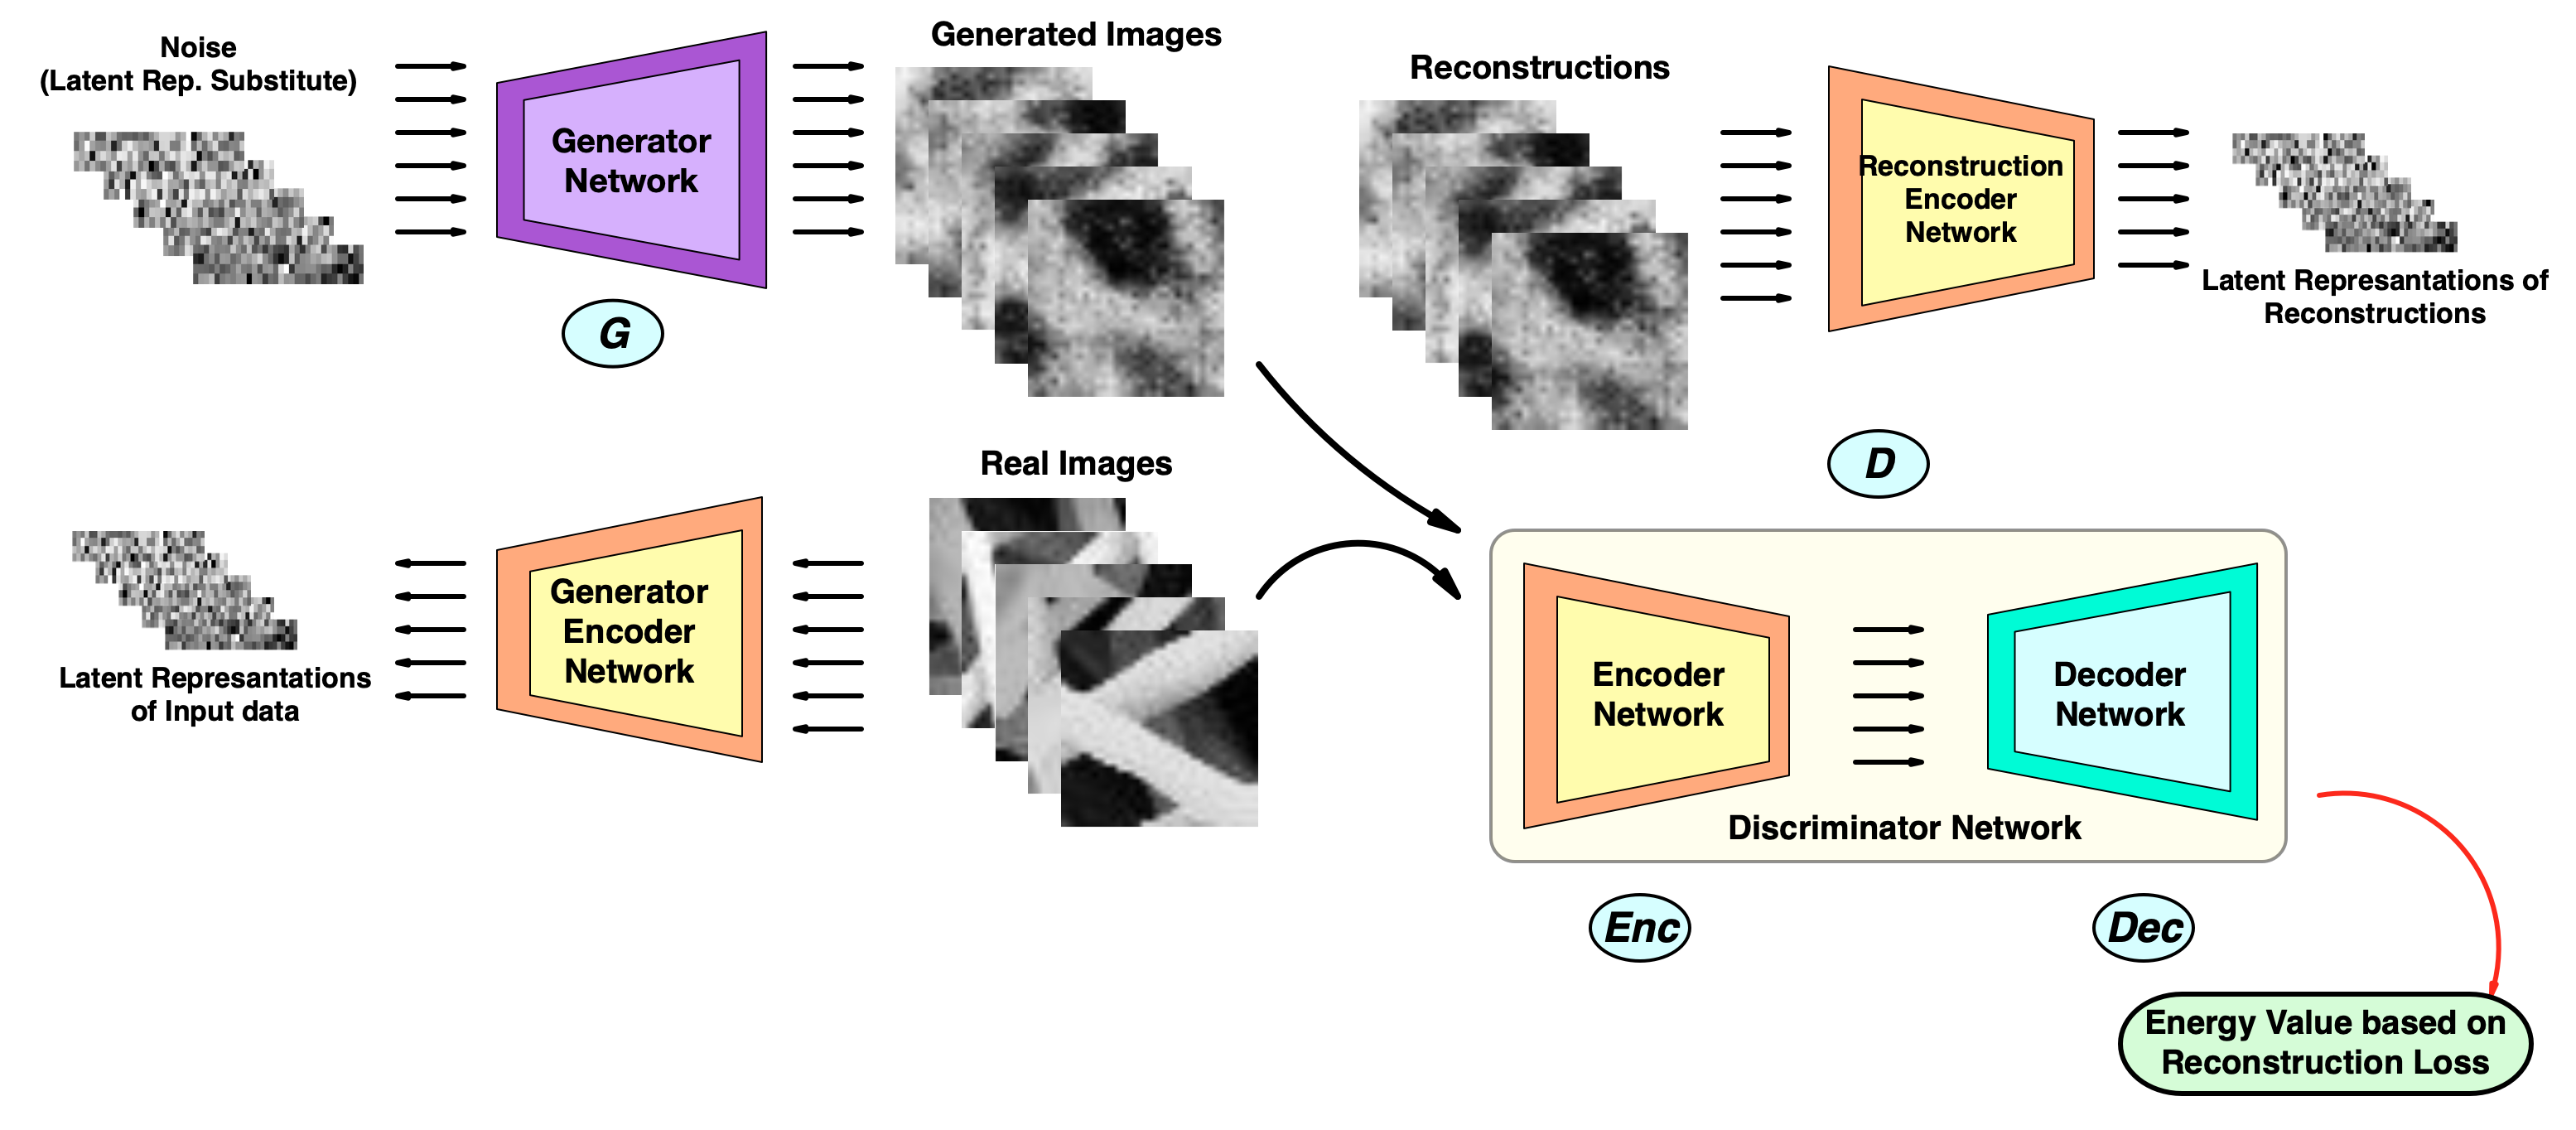 Noise
(Latent Rep. Substitute)
Generator
Network
G
Generated Images
Reconstructions
Reconstruction
Encoder
Network
Latent Represantations of
Reconstructions
D
Real Images
Generator
Encoder
Network
Latent Represantations
of Input data
Encoder
Network
Decoder
Network
Discriminator Network
Enc
Dec
Energy Value based on
Reconstruction Loss